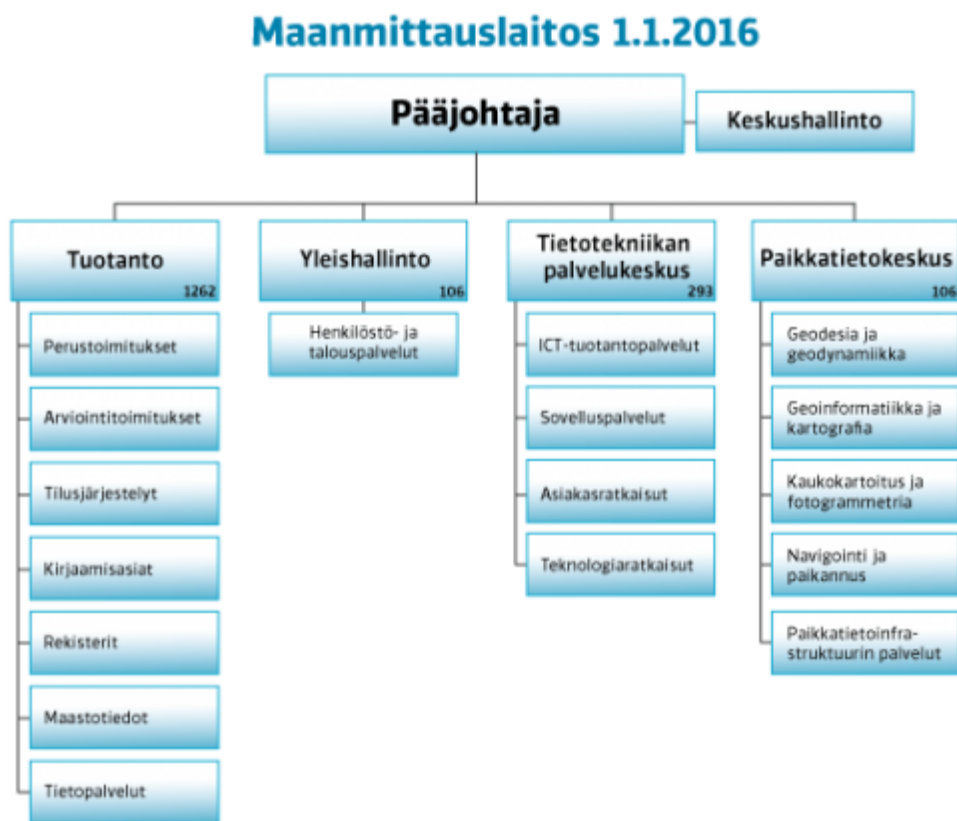 Maanmittauslaitos 1.1.2016
Pääjohtaja
Keskushallinto
Tuotanto
1262
Perustoimitukset
Arviointitoimitukset
Tilusjärjestelyt
Kirjaamisasiat
Rekisterit
Maastotiedot
Tietopalvelut
Yleishallinto
106
Henkilöstö- ja
talouspalvelut
Tietotekniikan
palvelukeskus
293
ICT-tuotantopalvelut
Sovelluspalvelut
Asiakasratkaisut
Teknologiaratkaisut
Paikkatietokeskus
106
Geodesia ja
geodynamiikka
Geoinformatiikka ja
kartografia
Kaukokartoitus ja
fotogrammetria
Navigointi ja
paikannus
Paikkatietoinfra-
struktuurin palvelut